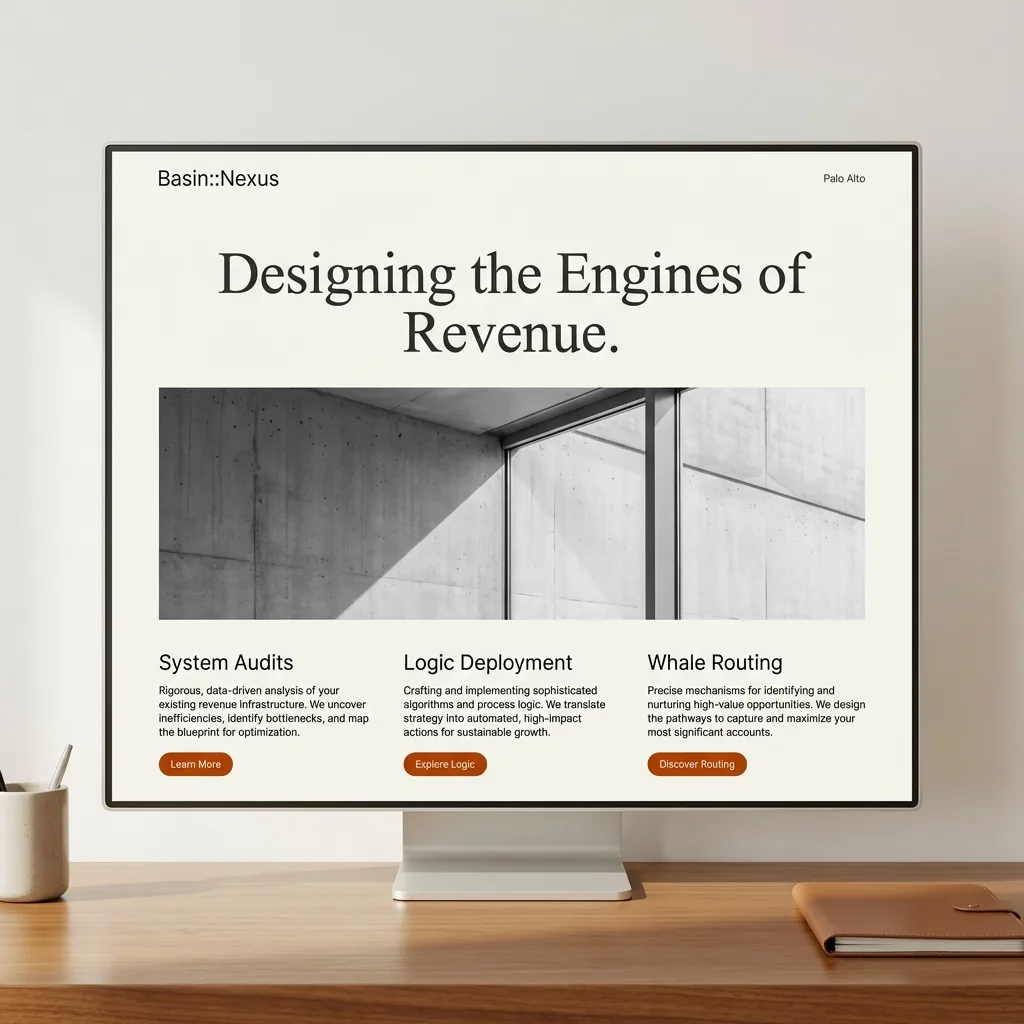 Basin::Nexus
Palo Alto
Designing the Engines of
Revenue.
System Audits
Rigorous, data-driven analysis of your
existing revenue Infrastructure. We uncover
inefficiencies, identify bottlenecks, and map
the blueprint for optimization.
Learn More
Logic Deployment
Crafting and implementing sophisticated
algorithms and process logic. We translate
strategy into automated, high-impact
actions for sustainable growth.
Explere Logic
Whale Routing
Precise mechanisms for identifying and
nurturing high-value opportunities. We design
the pathways to capture and maximize your
most significant accounts.
Discover Routing